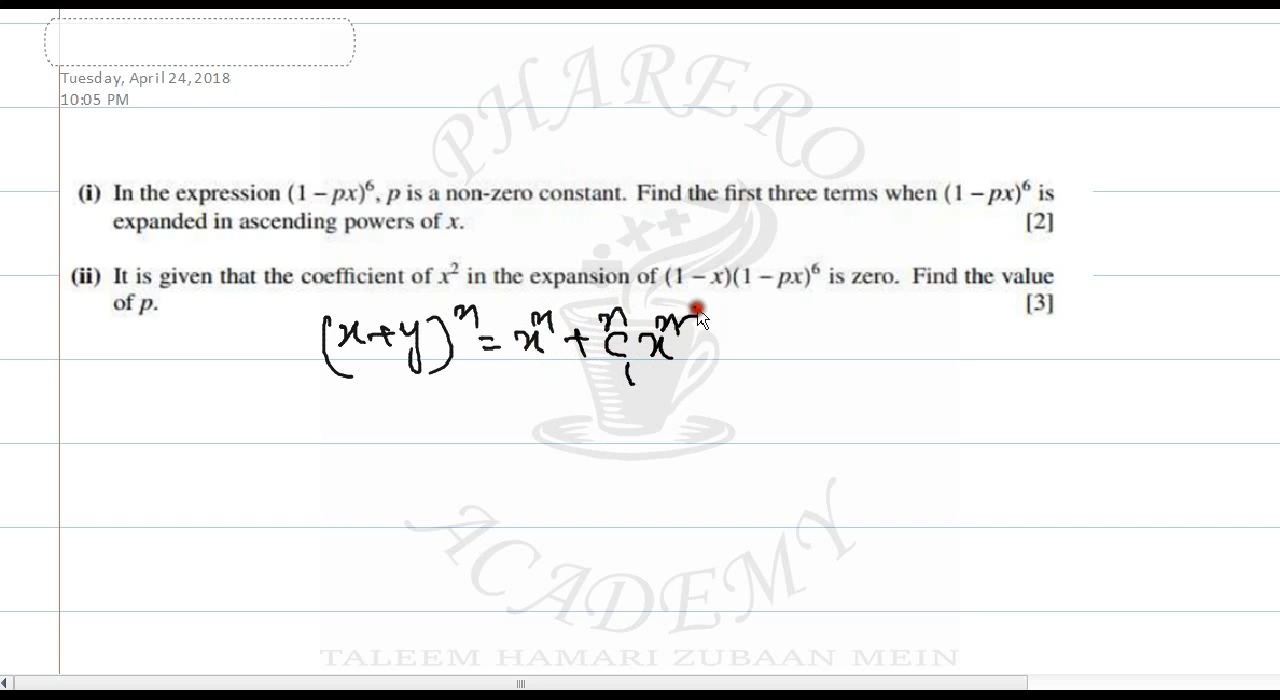 Tuesday, April 24, 2018
10:05 PM
PHARERO
(i) In the expression (1 – px)⁶, p is a non-zero constant. Find the first three terms when (1 – px)⁶ is
expanded in ascending powers of x. [2]
(ii) It is given that the coefficient of x² in the expansion of (1 – x)(1 – px)⁶ is zero. Find the value
of p. [3]
(x+y)ⁿ = xⁿ + ⁿC₁ xⁿ
ACADEMY
TALEEM HAMARI ZUBAAN MEIN